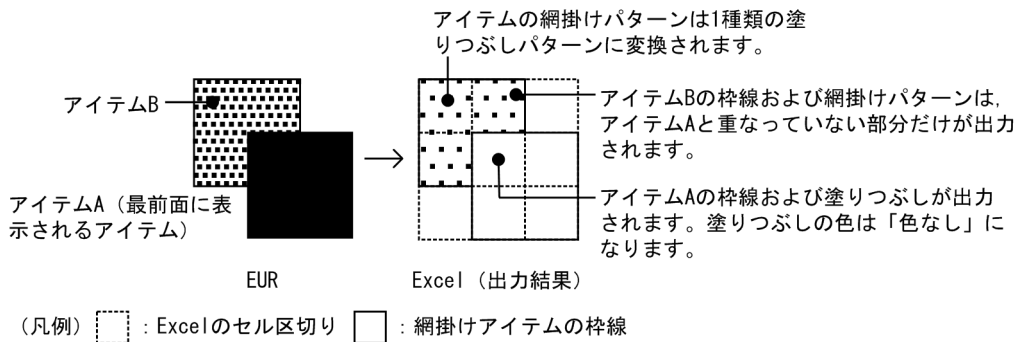 アイテムの網掛けパターンは1種類の塗
りつぶしパターンに変換されます。
アイテムB
アイテムBの枠線および網掛けパターンは,
アイテムAと重なっていない部分だけが出力
されます。
アイテムA（最前面に表
示されるアイテム）
アイテムAの枠線および塗りつぶしが出力
されます。塗りつぶしの色は「色なし」に
なります。
EUR
Excel（出力結果）
（凡例） ：Excelのセル区切り ：網掛けアイテムの枠線